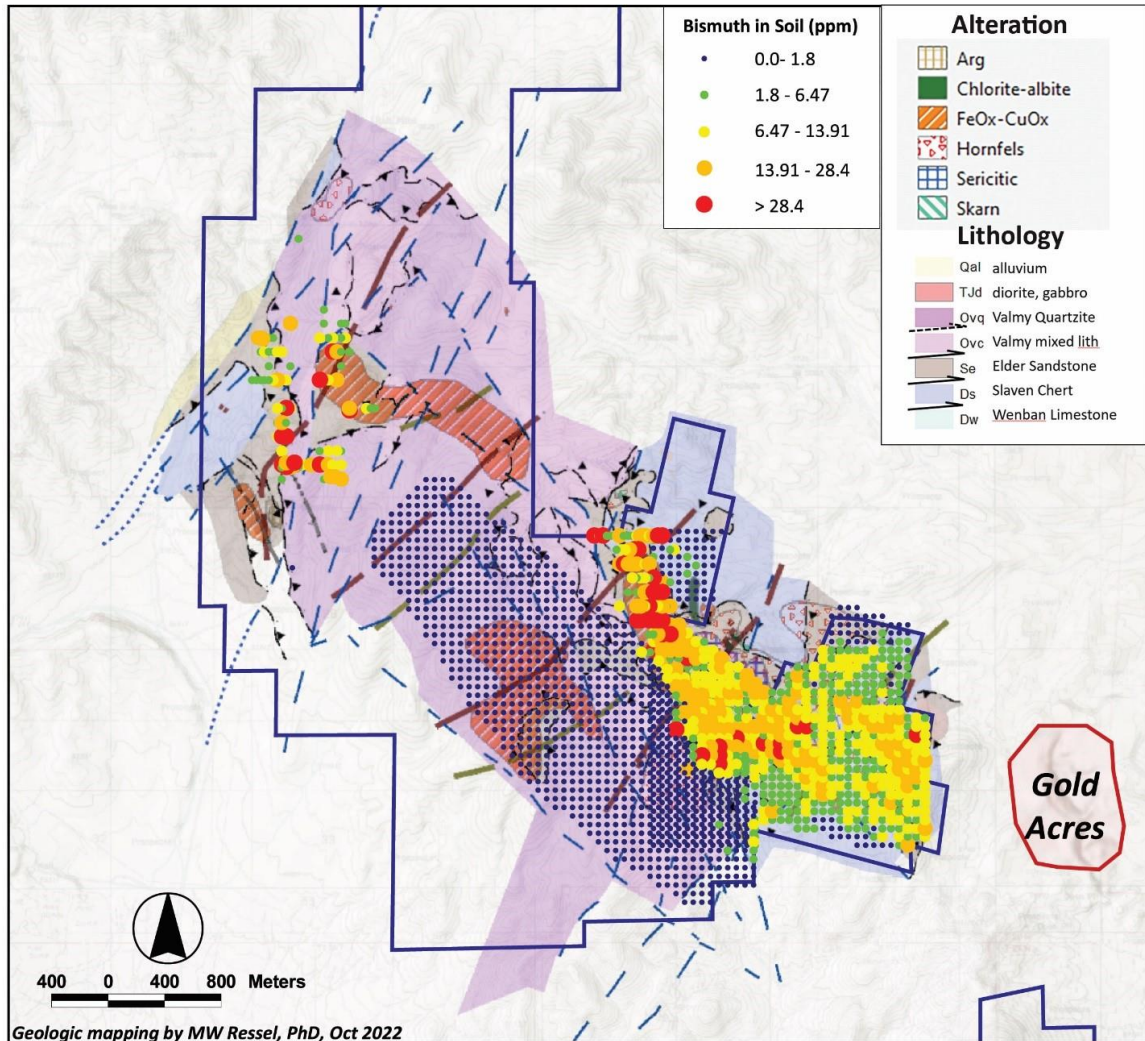 Bismuth in Soil (ppm)
0.0- 1.8
1.8 - 6.47
6.47 - 13.91
13.91 - 28.4
> 28.4
Alteration
Arg
Chlorite-albite
FeOx-CuOx
Hornfels
Sericitic
Skarn
Lithology
Qal alluvium
TJd diorite, gabbro
Ovq Valmy Quartzite
Ovc Valmy mixed lith
Se Elder Sandstone
Ds Slaven Chert
Dw Wenban Limestone
Gold
Acres
400 0 400 800 Meters
Geologic mapping by MW Ressel, PhD, Oct 2022